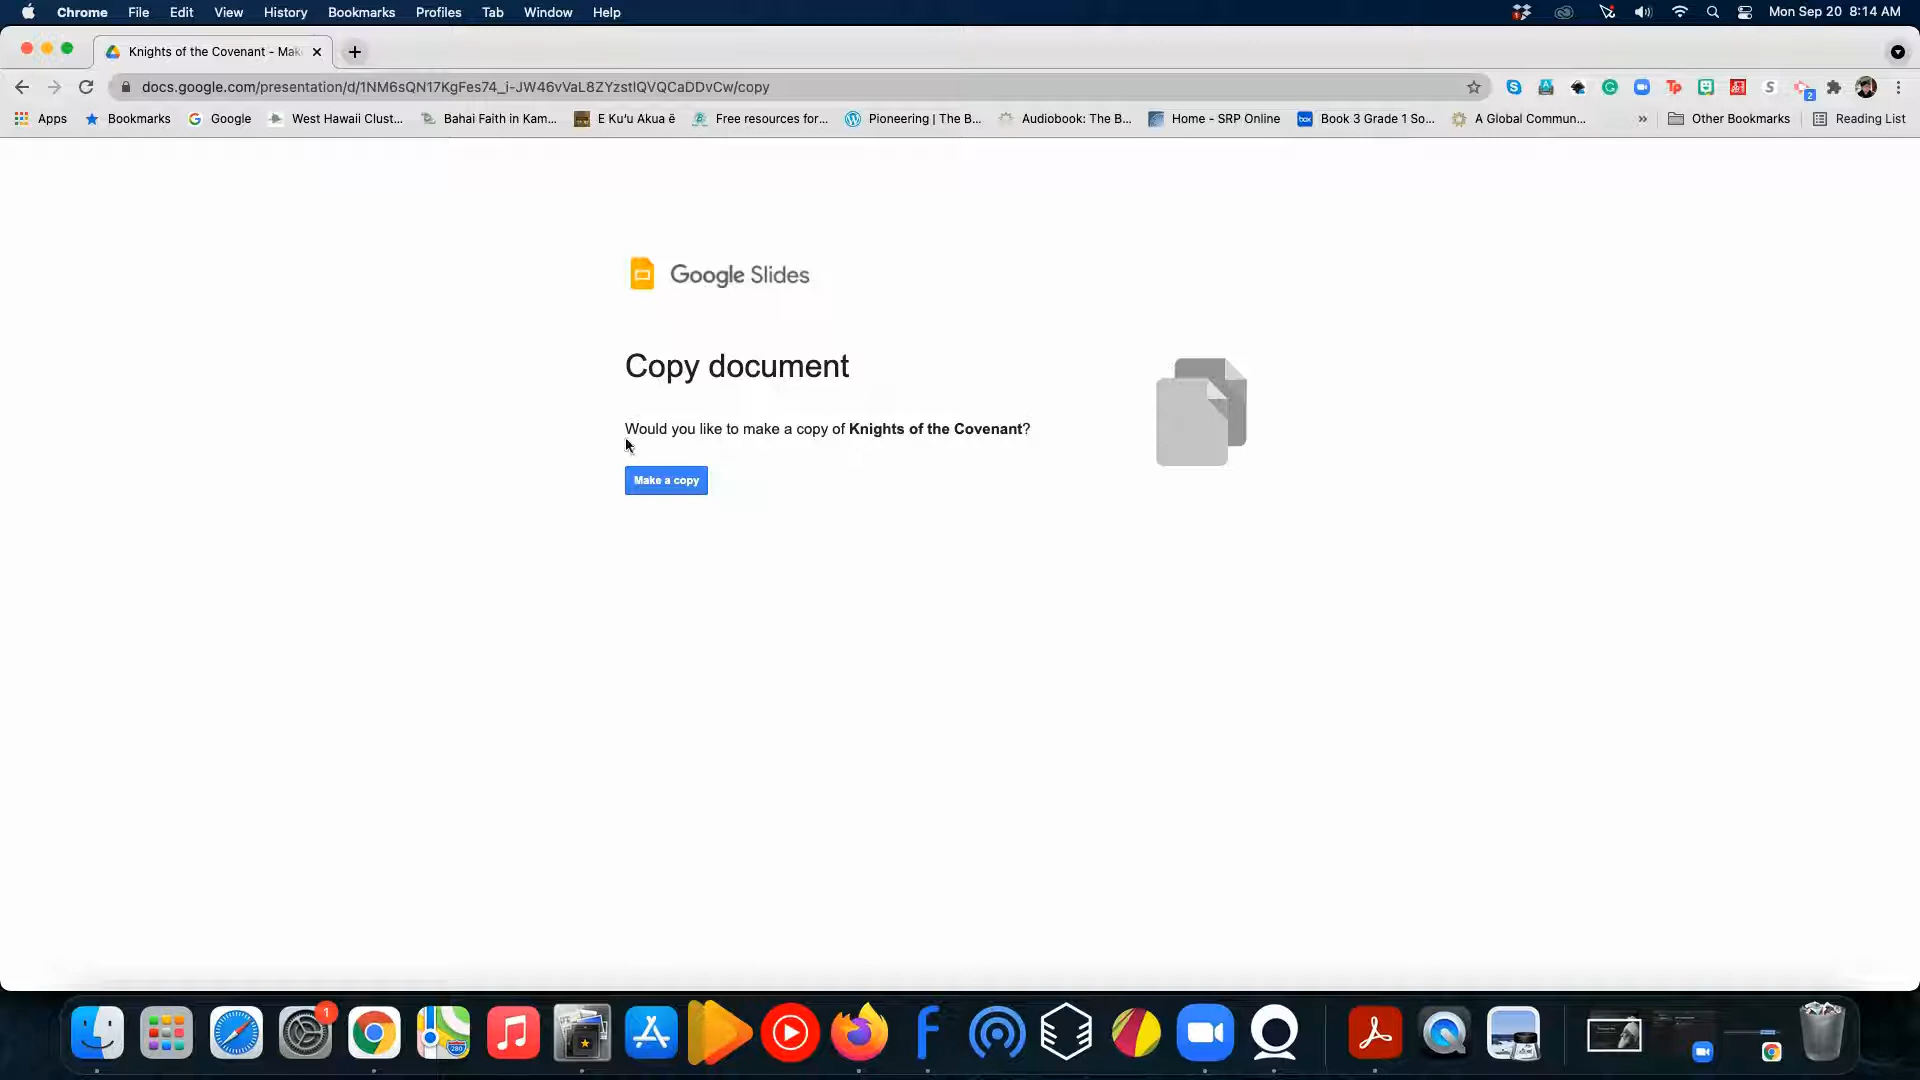 Chrome File Edit View History Bookmarks Profiles Tab Window Help Mon Sep 20 8:14 AM
Knights of the Covenant - Mak
docs.google.com/presentation/d/1NM6sQN17KgFes74_i-JW46vVaL8ZYzstIQVQCaDDvCw/copy
Apps Bookmarks Google West Hawaii Clust... Bahai Faith in Kam... E Kuʻu Akua ē Free resources for... Pioneering | The B... Audiobook: The B... Home - SRP Online Book 3 Grade 1 So... A Global Commun... » Other Bookmarks Reading List
Google Slides
Copy document
Would you like to make a copy of Knights of the Covenant?
Make a copy